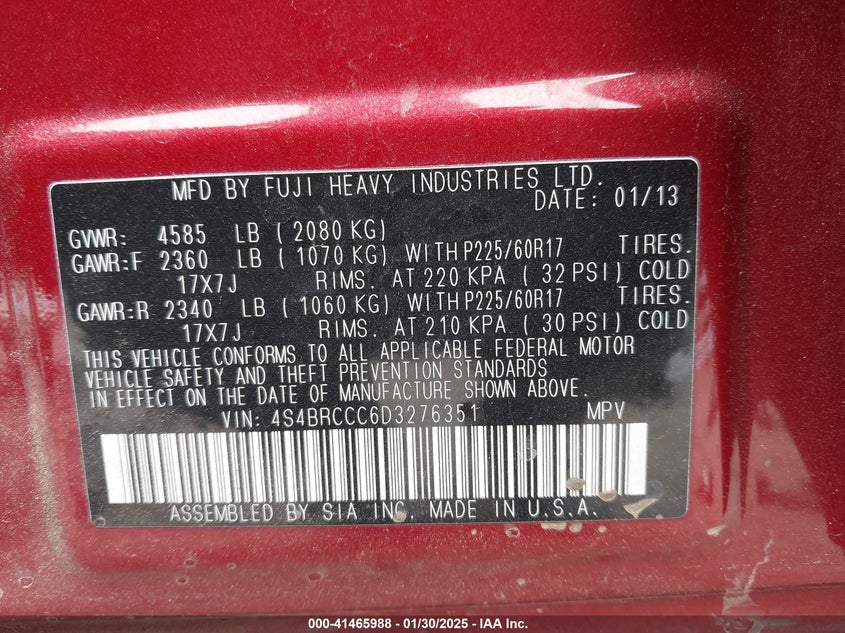 MFD BY FUJI HEAVY INDUSTRIES LTD.
DATE: 01/13
GVWR: 4585 LB ( 2080 KG)
GAWR:F 2360 LB ( 1070 KG) WITH P225/60R17 TIRES.
17X7J RIMS. AT 220 KPA ( 32 PSI) COLD
GAWR:R 2340 LB ( 1060 KG) WITH P225/60R17 TIRES.
17X7J RIMS. AT 210 KPA ( 30 PSI) COLD
THIS VEHICLE CONFORMS TO ALL APPLICABLE FEDERAL MOTOR
VEHICLE SAFETY AND THEFT PREVENTION STANDARDS
IN EFFECT ON THE DATE OF MANUFACTURE SHOWN ABOVE.
VIN: 4S4BRCCC6D3276351 MPV
ASSEMBLED BY SIA INC. MADE IN U.S.A.
000-41465988 - 01/30/2025 - IAA Inc.